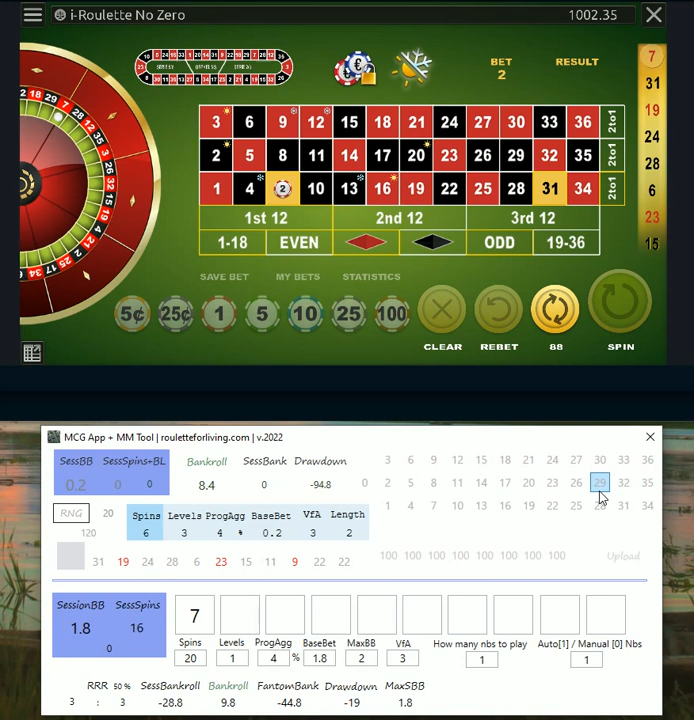 i-Roulette No Zero 1002.35
BET RESULT
2
7
31
19
24
28
6
23
15
3 6 9 12 15 18 21 24 27 30 33 36 2to1
2 5 8 11 14 17 20 23 26 29 32 35 2to1
1 4 2 10 13 16 19 22 25 28 31 34 2to1
1st 12 2nd 12 3rd 12
1-18 EVEN ODD 19-36
SAVE BET MY BETS STATISTICS
5¢ 25¢ 1 5 10 25 100
CLEAR REBET 88 SPIN
MCG App + MM Tool | rouletteforliving.com | v.2022
SessBB SessSpins+BL Bankroll SessBank Drawdown
0.2 0 0 8.4 0 -94.8
3 6 9 12 15 18 21 24 27 30 33 36
0 2 5 8 11 14 17 20 23 26 29 32 35
1 4 7 10 13 16 19 22 25 28 31 34
RNG 20
120
Spins Levels ProgAgg BaseBet VfA Length
6 3 4 % 0.2 3 2
31 19 24 28 6 23 15 11 9 22 22
100 100 100 100 100 100 100 100 Upload
SessionBB SessSpins
1.8 16
0
7
Spins Levels ProgAgg BaseBet MaxBB VfA How many nbs to play Auto[1] / Manual [0] Nbs
20 1 4 % 1.8 2 3 1 1
RRR 50 % SessBankroll Bankroll FantomBank Drawdown MaxSBB
3 : 3 -28.8 9.8 -44.8 -19 1.8